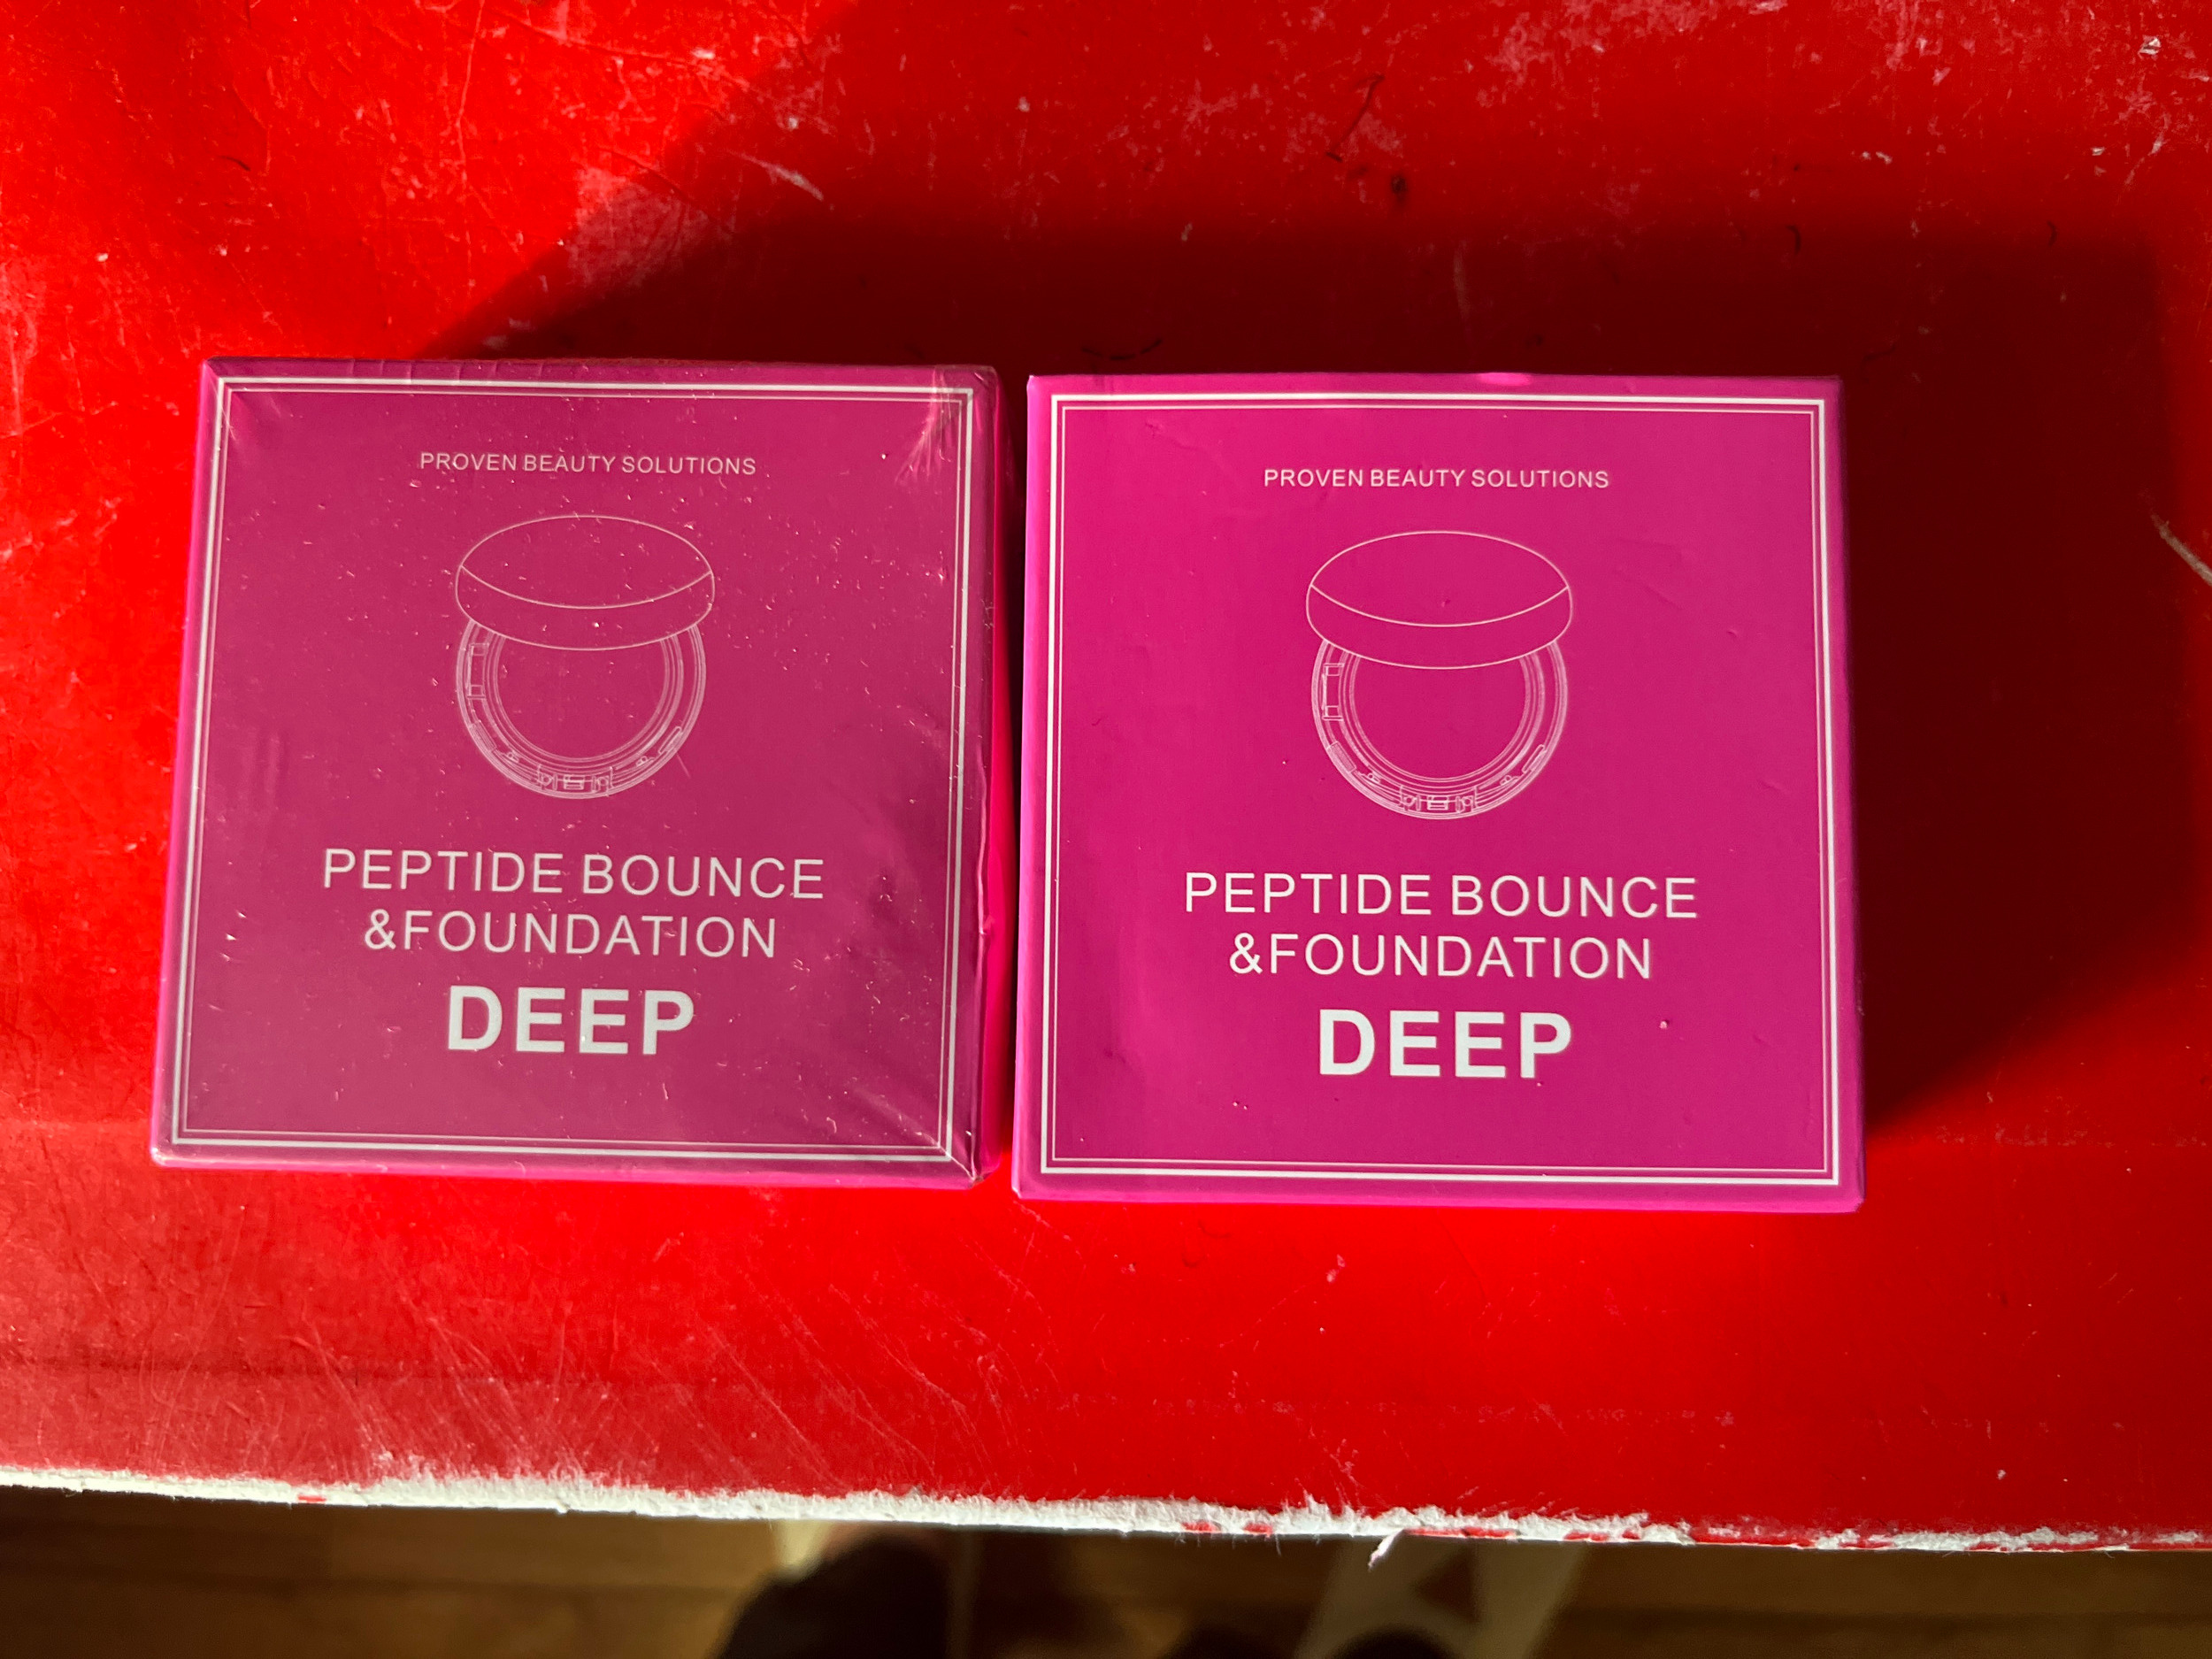 PROVEN BEAUTY SOLUTIONS
PEPTIDE BOUNCE
&FOUNDATION
DEEP
PROVEN BEAUTY SOLUTIONS
PEPTIDE BOUNCE
&FOUNDATION
DEEP